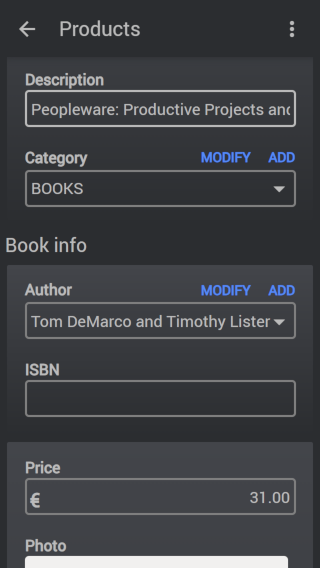 Products
Description
Peopleware: Productive Projects and
Category MODIFY ADD
BOOKS
Book info
Author MODIFY ADD
Tom DeMarco and Timothy Lister
ISBN
Price
€ 31.00
Photo